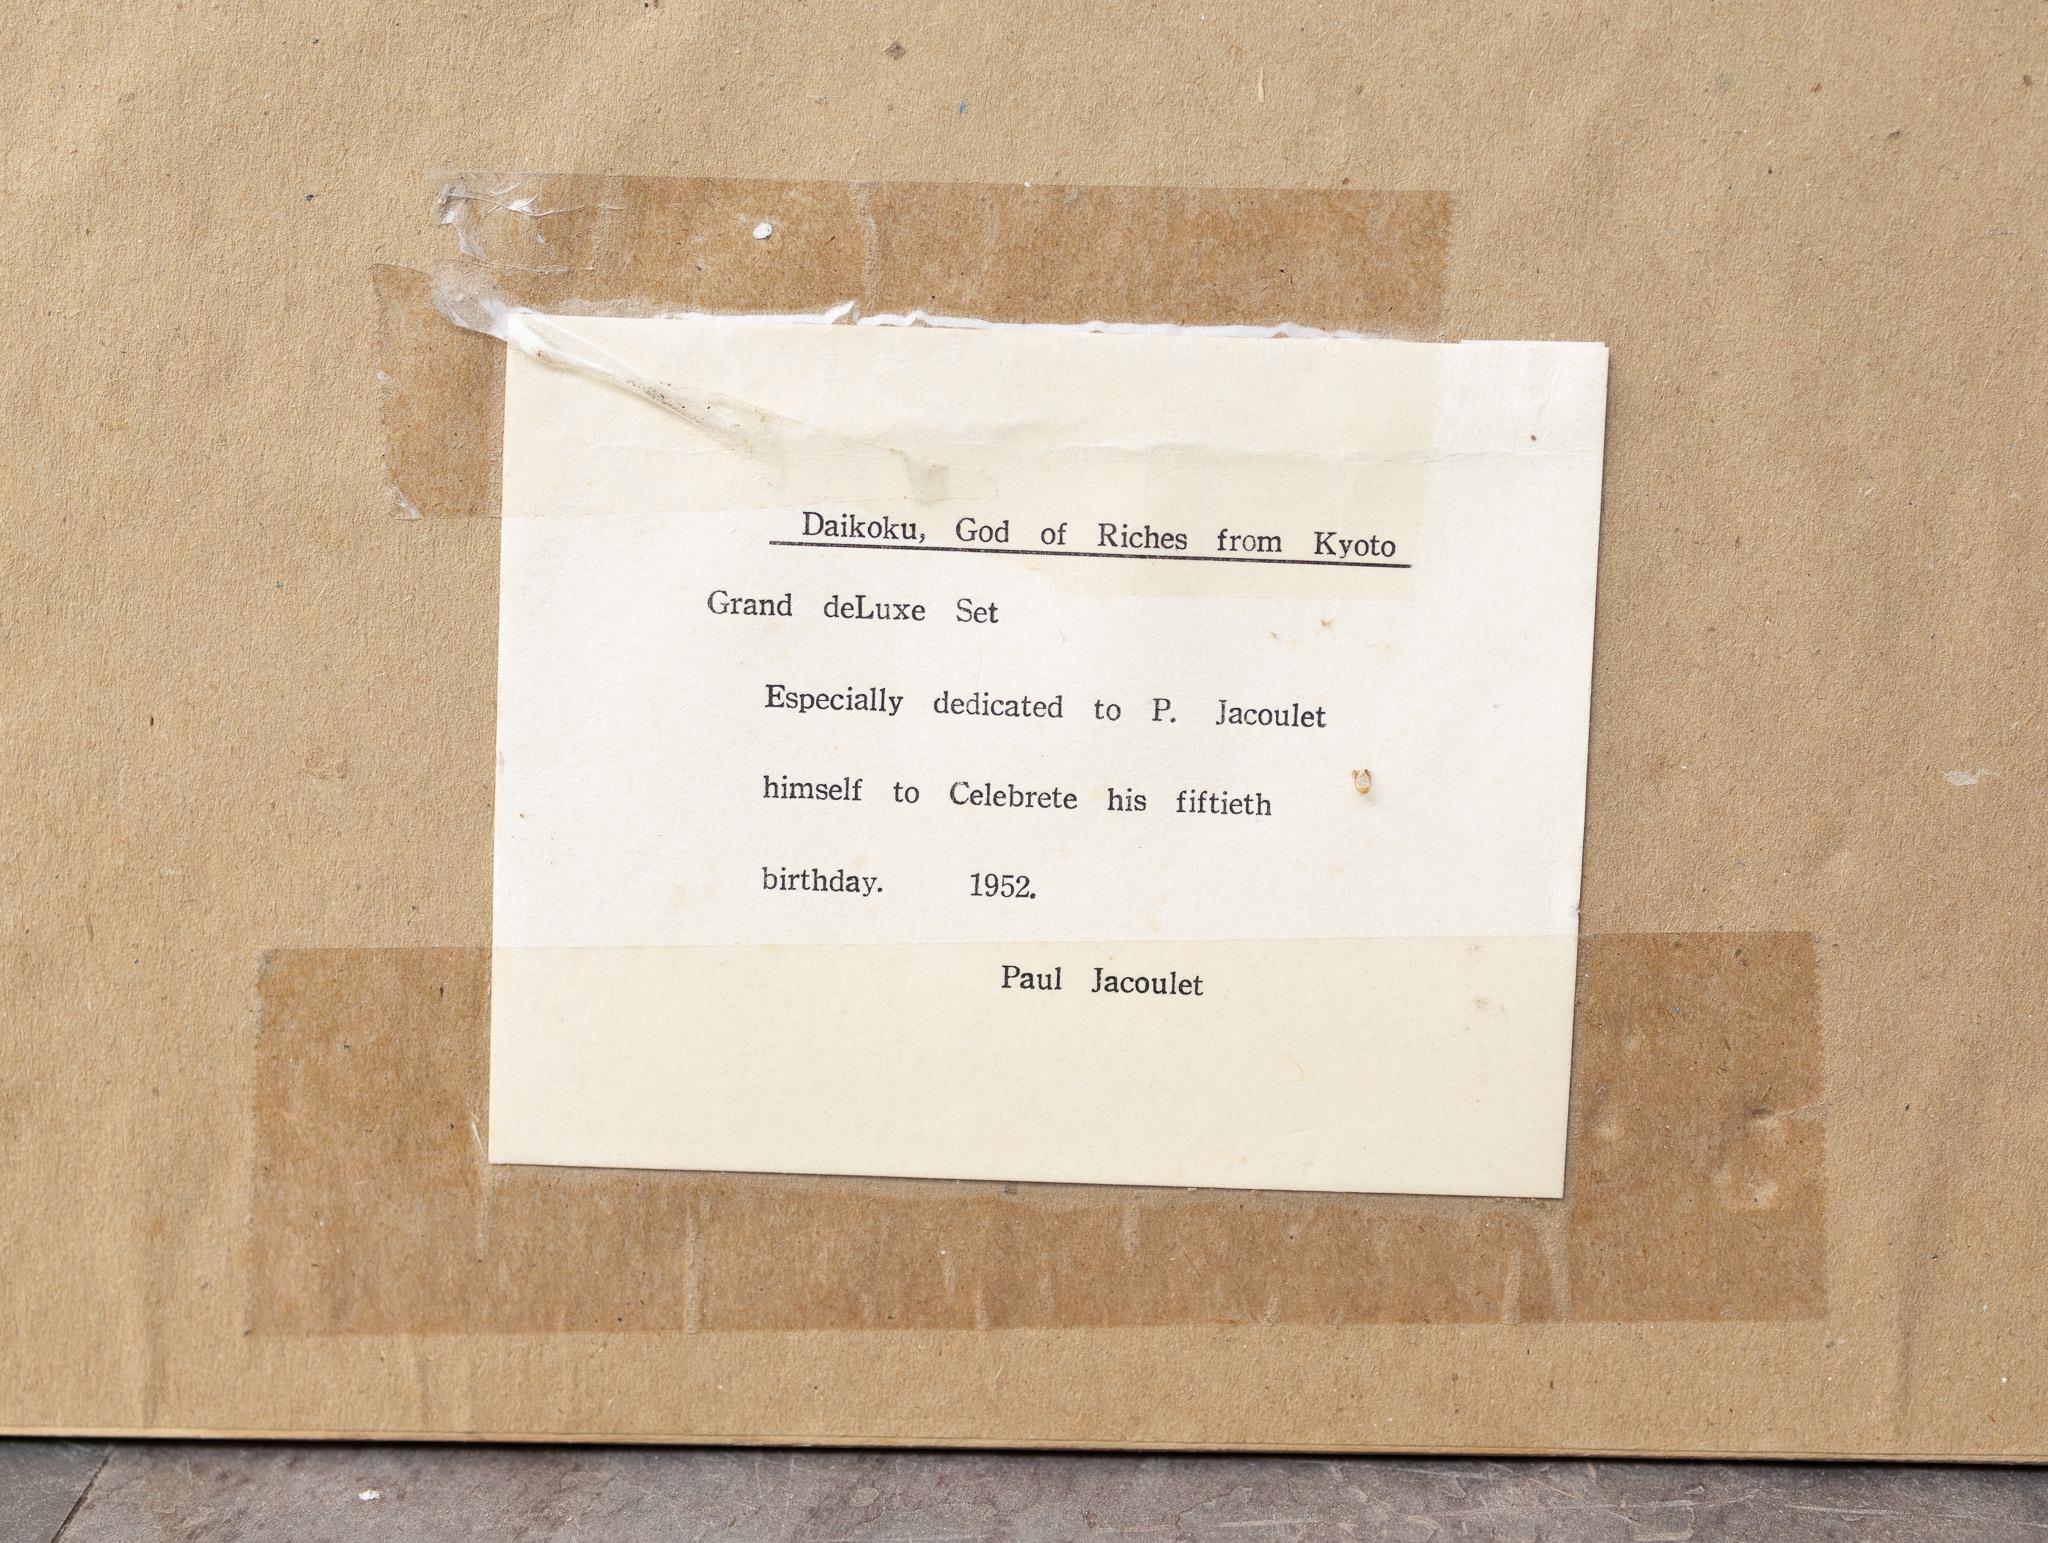 Daikoku, God of Riches from Kyoto
Grand deLuxe Set
Especially dedicated to P. Jacoulet
himself to Celebrete his fiftieth
birthday. 1952.
Paul Jacoulet